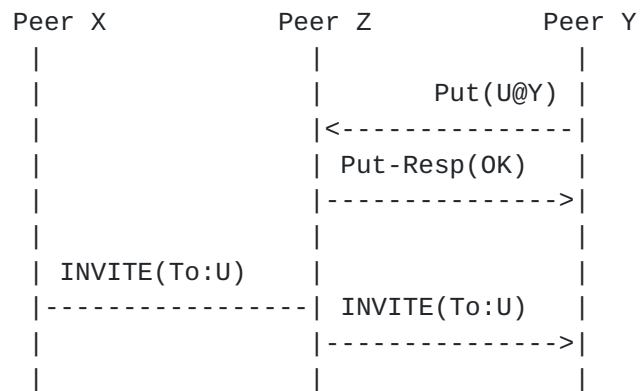 Peer X Peer Z Peer Y
| | |
| | Put(U@Y) |
| |<---------------|
| | Put-Resp(OK) |
| |--------------->|
| | |
| INVITE(To:U) | |
|------------------| INVITE(To:U) |
| |--------------->|
| | |